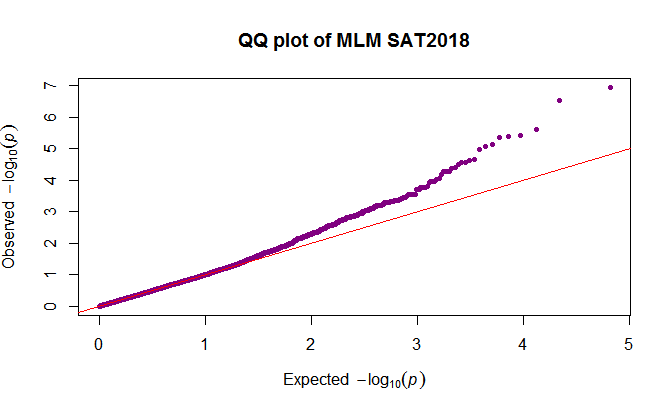 QQ plot of MLM SAT2018
Observed −log₁₀(p)
7
6
5
4
3
2
1
0
0 1 2 3 4 5
Expected −log₁₀(p)